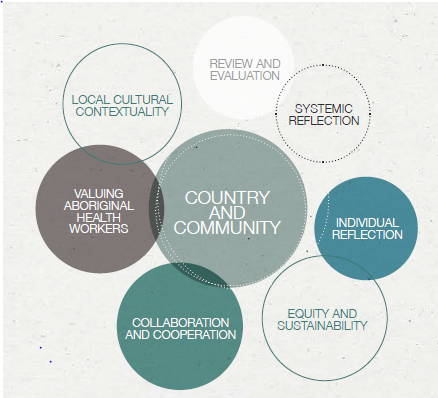 REVIEW AND
EVALUATION
LOCAL CULTURAL
CONTEXTUALITY
SYSTEMIC
REFLECTION
VALUING
ABORIGINAL
HEALTH
WORKERS
COUNTRY
AND
COMMUNITY
INDIVIDUAL
REFLECTION
COLLABORATION
AND COOPERATION
EQUITY AND
SUSTAINABILITY